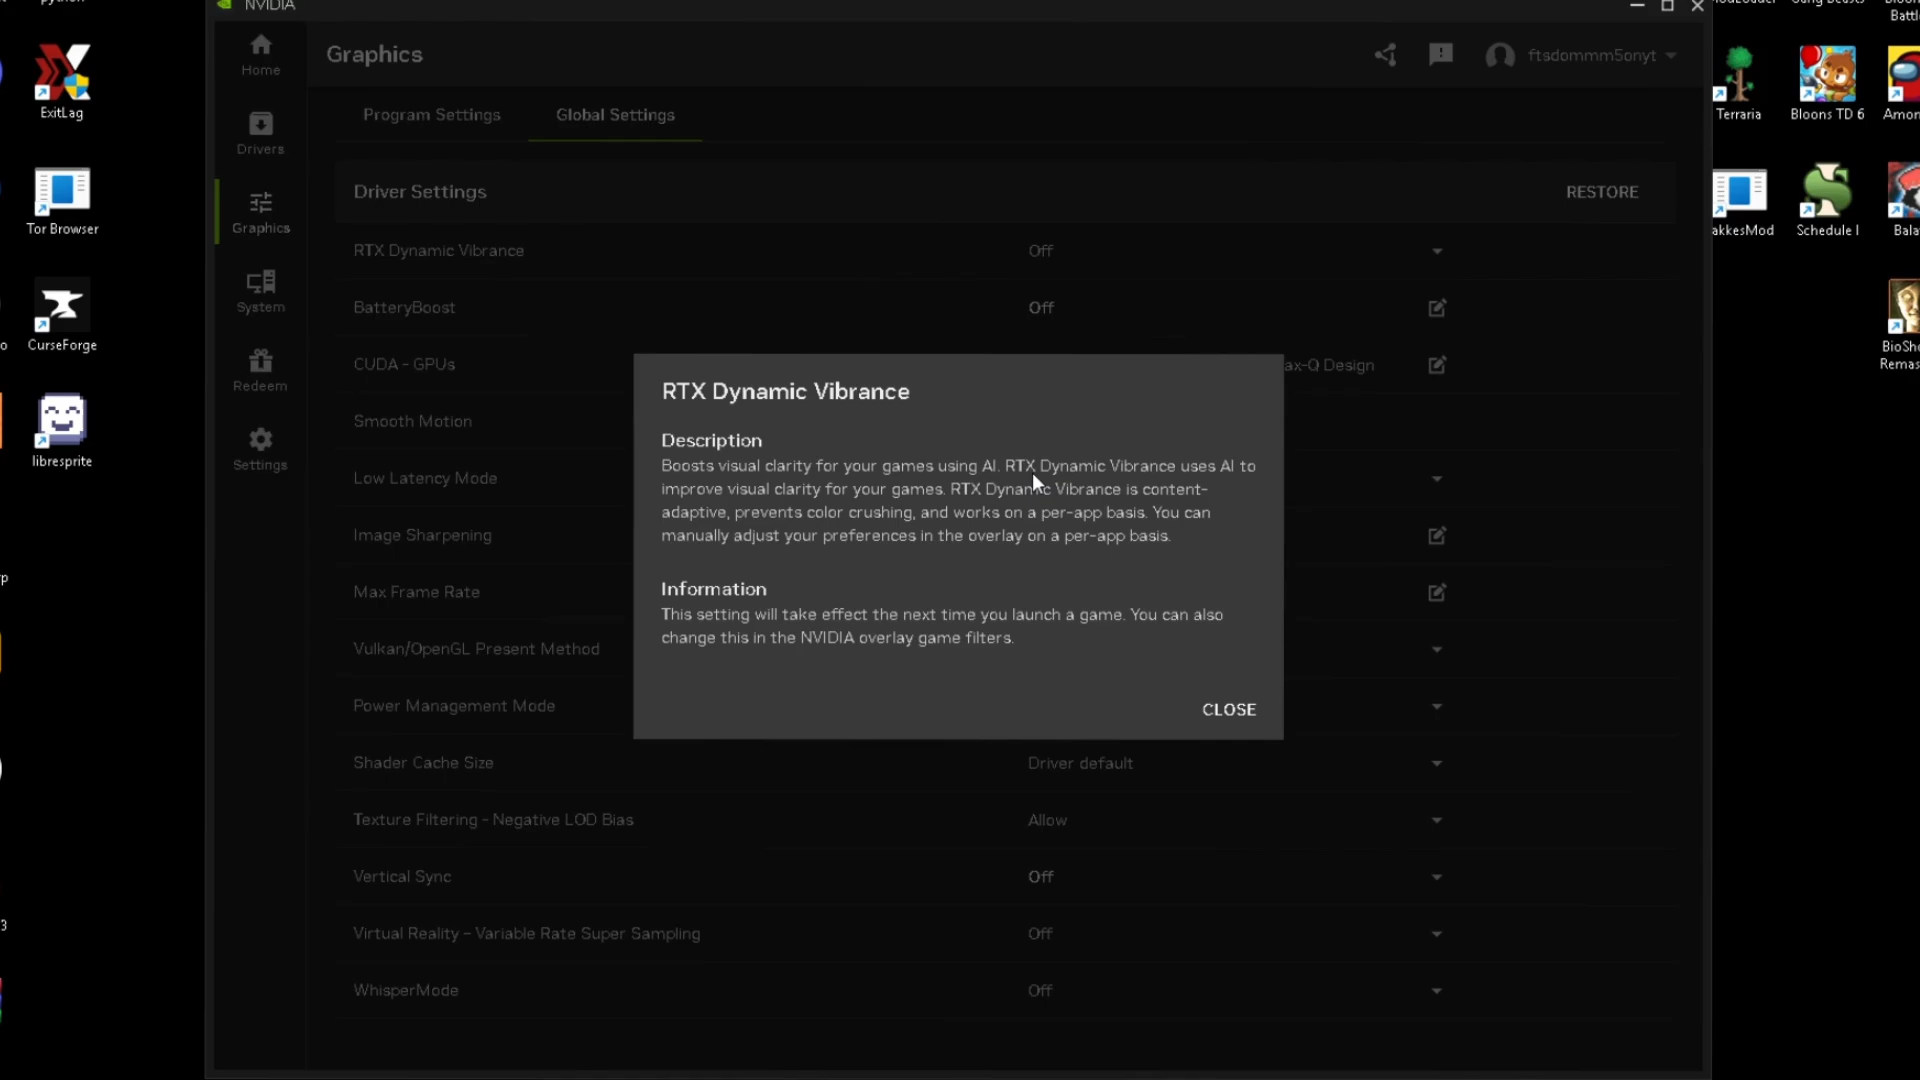 python
NVIDIA
Battl
ExitLag
Tor Browser
CurseForge
libresprite
Home
Drivers
Graphics
System
Redeem
Settings
Graphics
ftsdommm5onyt
Program Settings
Global Settings
Driver Settings
RESTORE
RTX Dynamic Vibrance
Off
BatteryBoost
Off
CUDA - GPUs
ax-Q Design
Smooth Motion
Low Latency Mode
Image Sharpening
Max Frame Rate
Vulkan/OpenGL Present Method
Power Management Mode
Shader Cache Size
Driver default
Texture Filtering - Negative LOD Bias
Allow
Vertical Sync
Off
Virtual Reality – Variable Rate Super Sampling
Off
WhisperMode
Off
RTX Dynamic Vibrance
Description
Boosts visual clarity for your games using AI. RTX Dynamic Vibrance uses AI to
improve visual clarity for your games. RTX Dynamic Vibrance is content-
adaptive, prevents color crushing, and works on a per-app basis. You can
manually adjust your preferences in the overlay on a per-app basis.
Information
This setting will take effect the next time you launch a game. You can also
change this in the NVIDIA overlay game filters.
CLOSE
Terraria
Bloons TD 6
Amon
akkesMod
Schedule I
Bala
BioSh
Remas